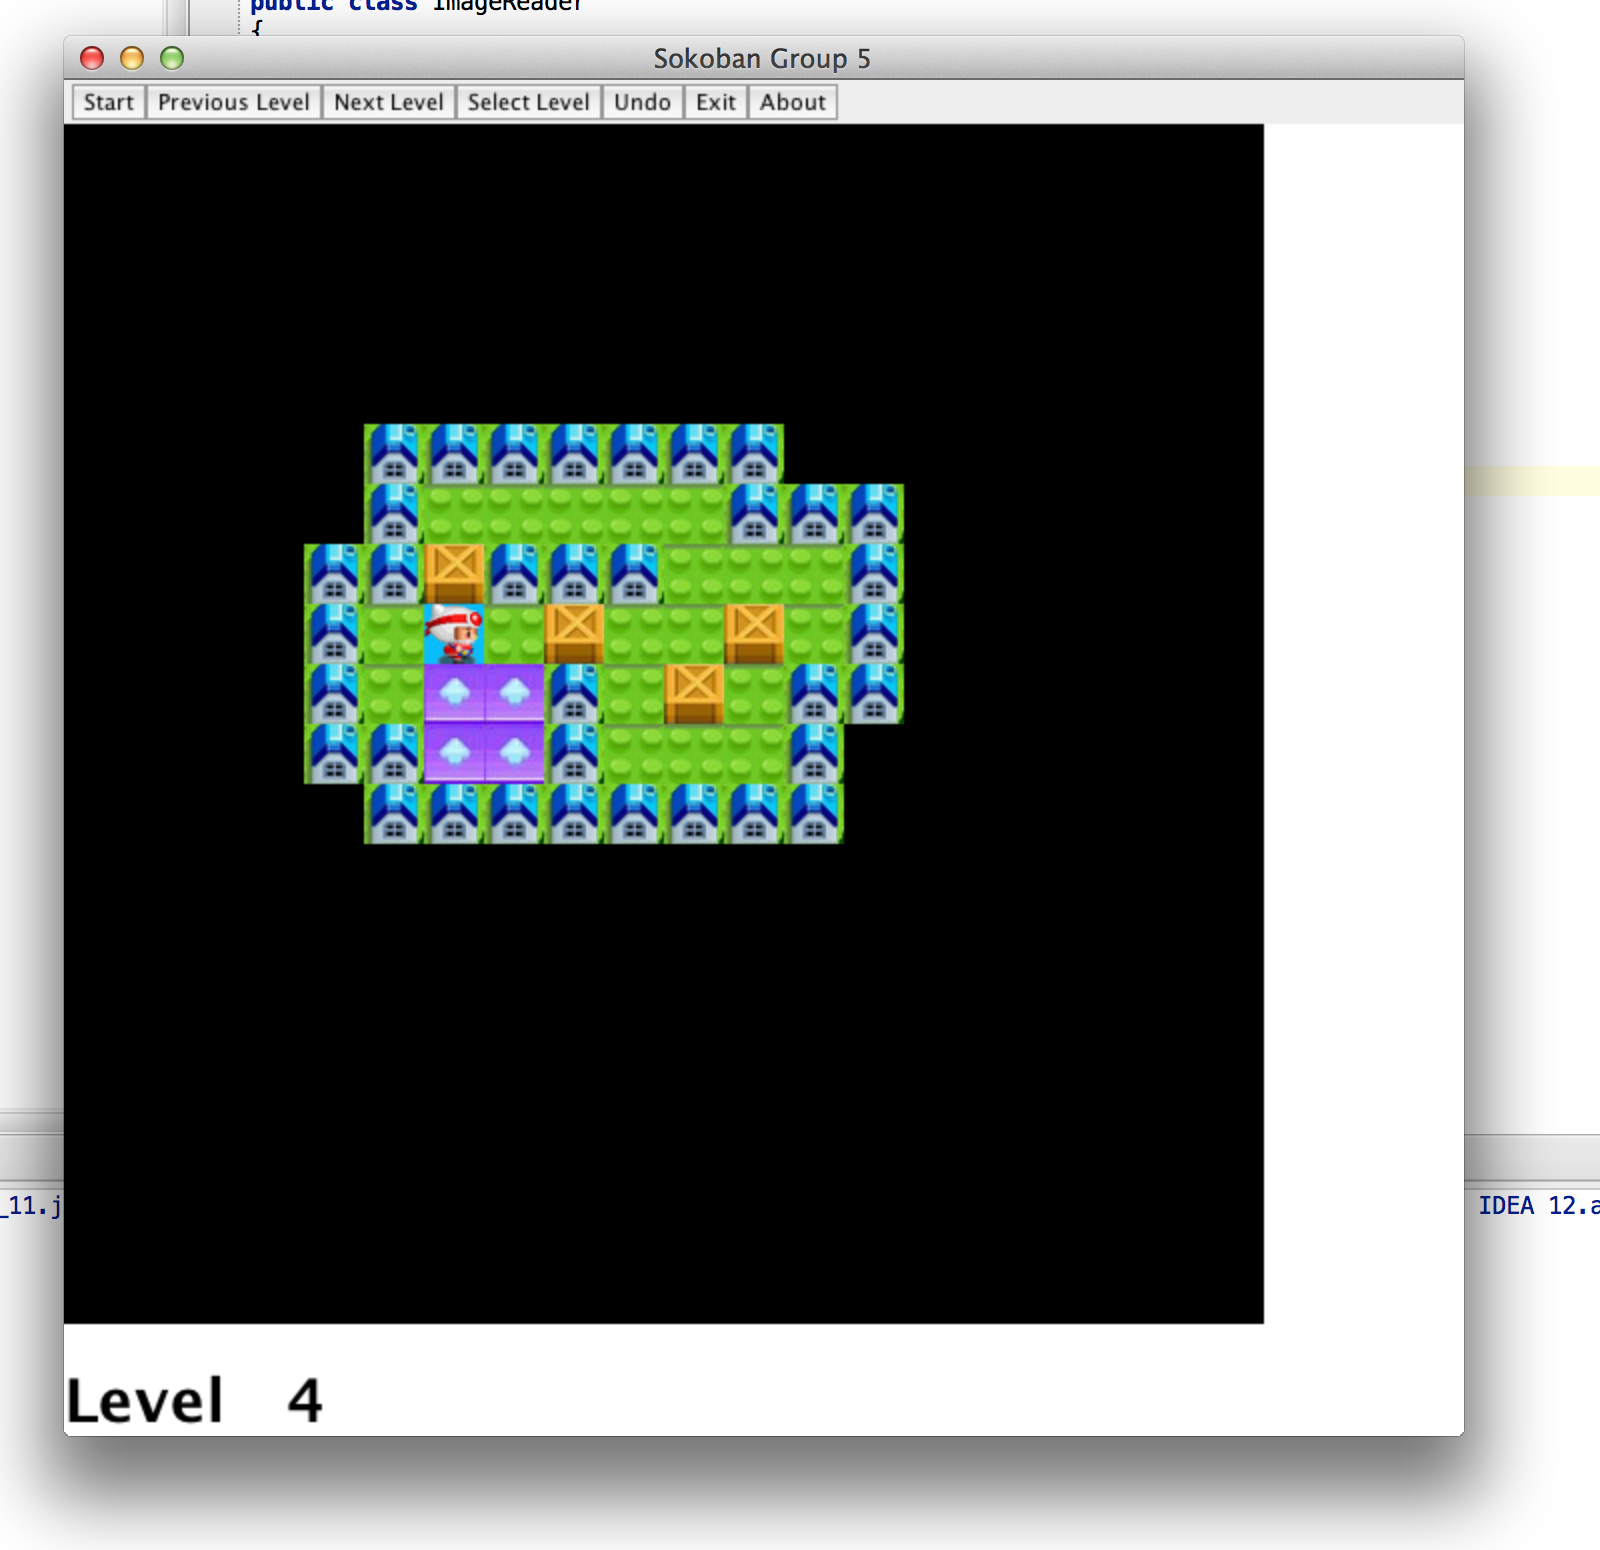 public class ImageReader
{
Sokoban Group 5
Start Previous Level Next Level Select Level Undo Exit About
_11.j
IDEA 12.a
Level 4